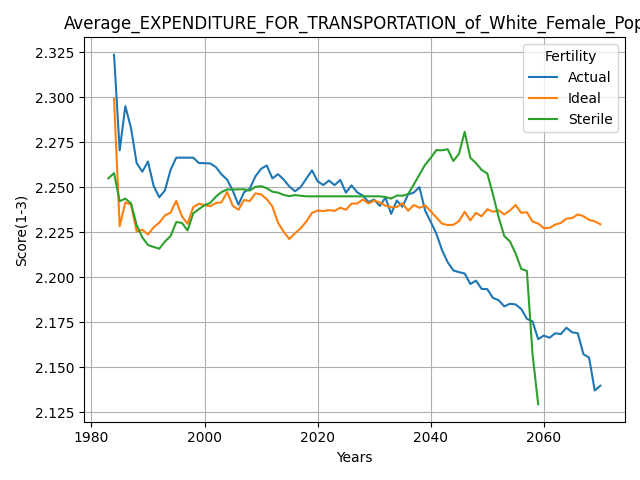 Average_EXPENDITURE_FOR_TRANSPORTATION_of_White_Female_Pop
Fertility
Actual
Ideal
Sterile
Score(1-3)
2.325
2.300
2.275
2.250
2.225
2.200
2.175
2.150
2.125
1980 2000 2020 2040 2060
Years